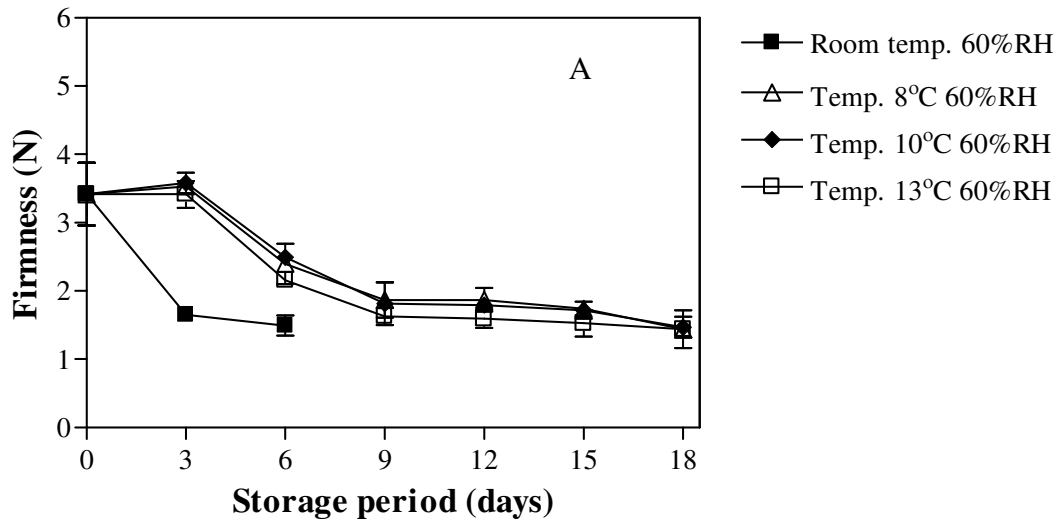 6
5
4
3
2
1
0
Firmness (N)
A
0 3 6 9 12 15 18
Storage period (days)
Room temp. 60%RH
Temp. 8°C 60%RH
Temp. 10°C 60%RH
Temp. 13°C 60%RH